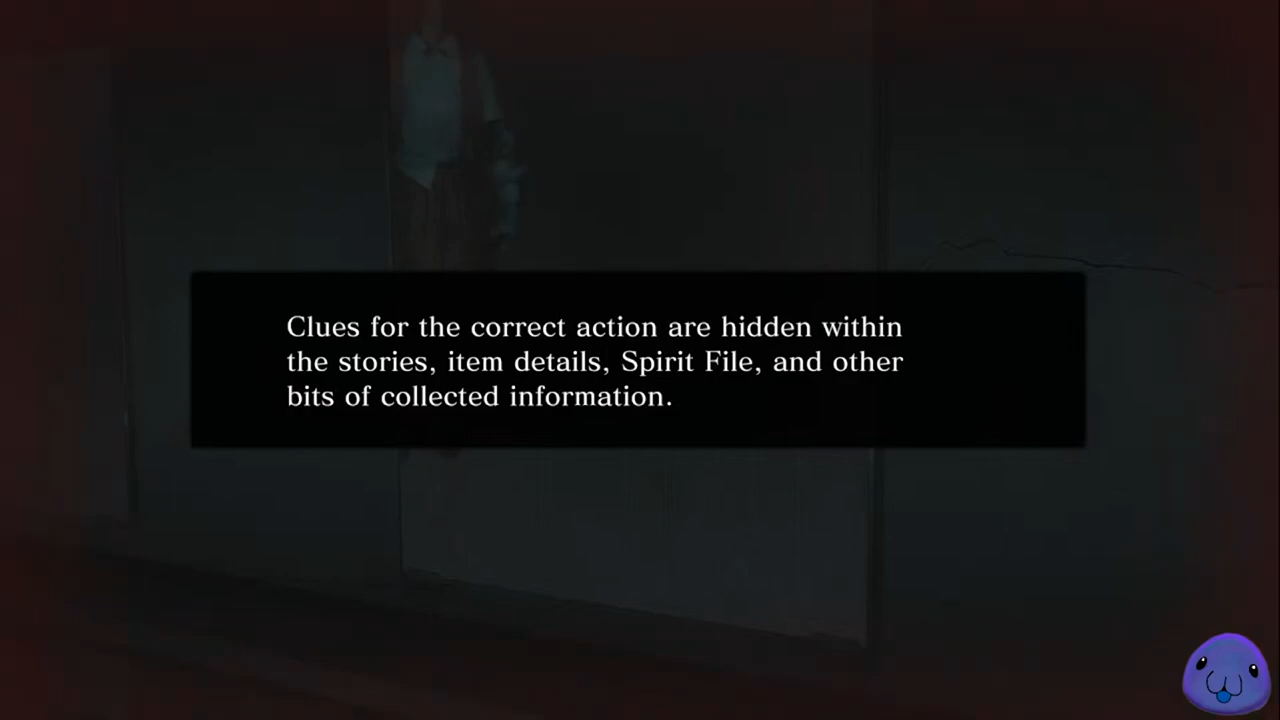 Clues for the correct action are hidden within
the stories, item details, Spirit File, and other
bits of collected information.